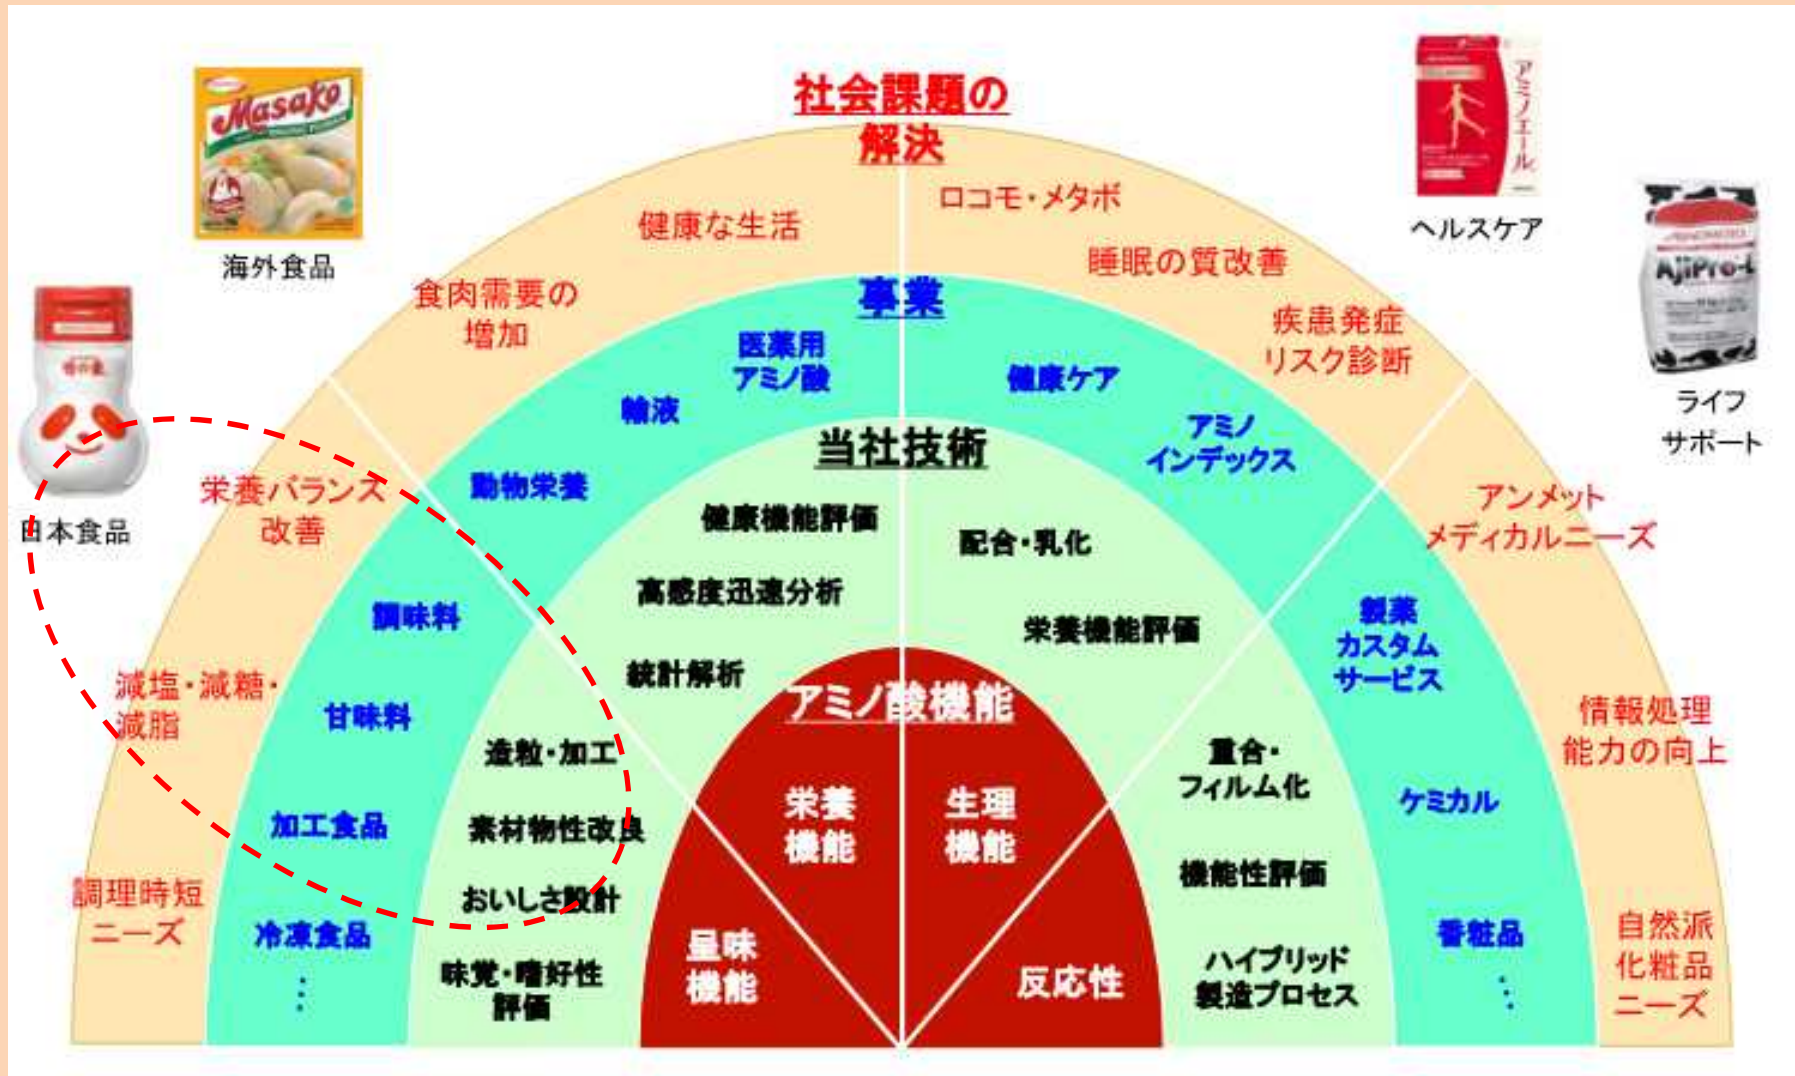 社会課題の
解決
Masako
海外食品
アミノエール
ヘルスケア
AjiPro-L
ライフ
サポート
味の素
日本食品
健康な生活
ロコモ・メタボ
食肉需要の
増加
睡眠の質改善
疾患発症
リスク診断
栄養バランス
改善
アンメット
メディカルニーズ
減塩・減糖・
減脂
情報処理
能力の向上
調理時短
ニーズ
自然派
化粧品
ニーズ
事業
医薬用
アミノ酸
輸液
動物栄養
健康ケア
アミノ
インデックス
調味料
甘味料
加工食品
冷凍食品
⋮
製薬
カスタム
サービス
ケミカル
香粧品
⋮
当社技術
健康機能評価
高感度迅速分析
統計解析
配合・乳化
栄養機能評価
造粒・加工
素材物性改良
おいしさ設計
味覚・嗜好性
評価
重合・
フィルム化
機能性評価
ハイブリッド
製造プロセス
アミノ酸機能
栄養
機能
生理
機能
呈味
機能
反応性